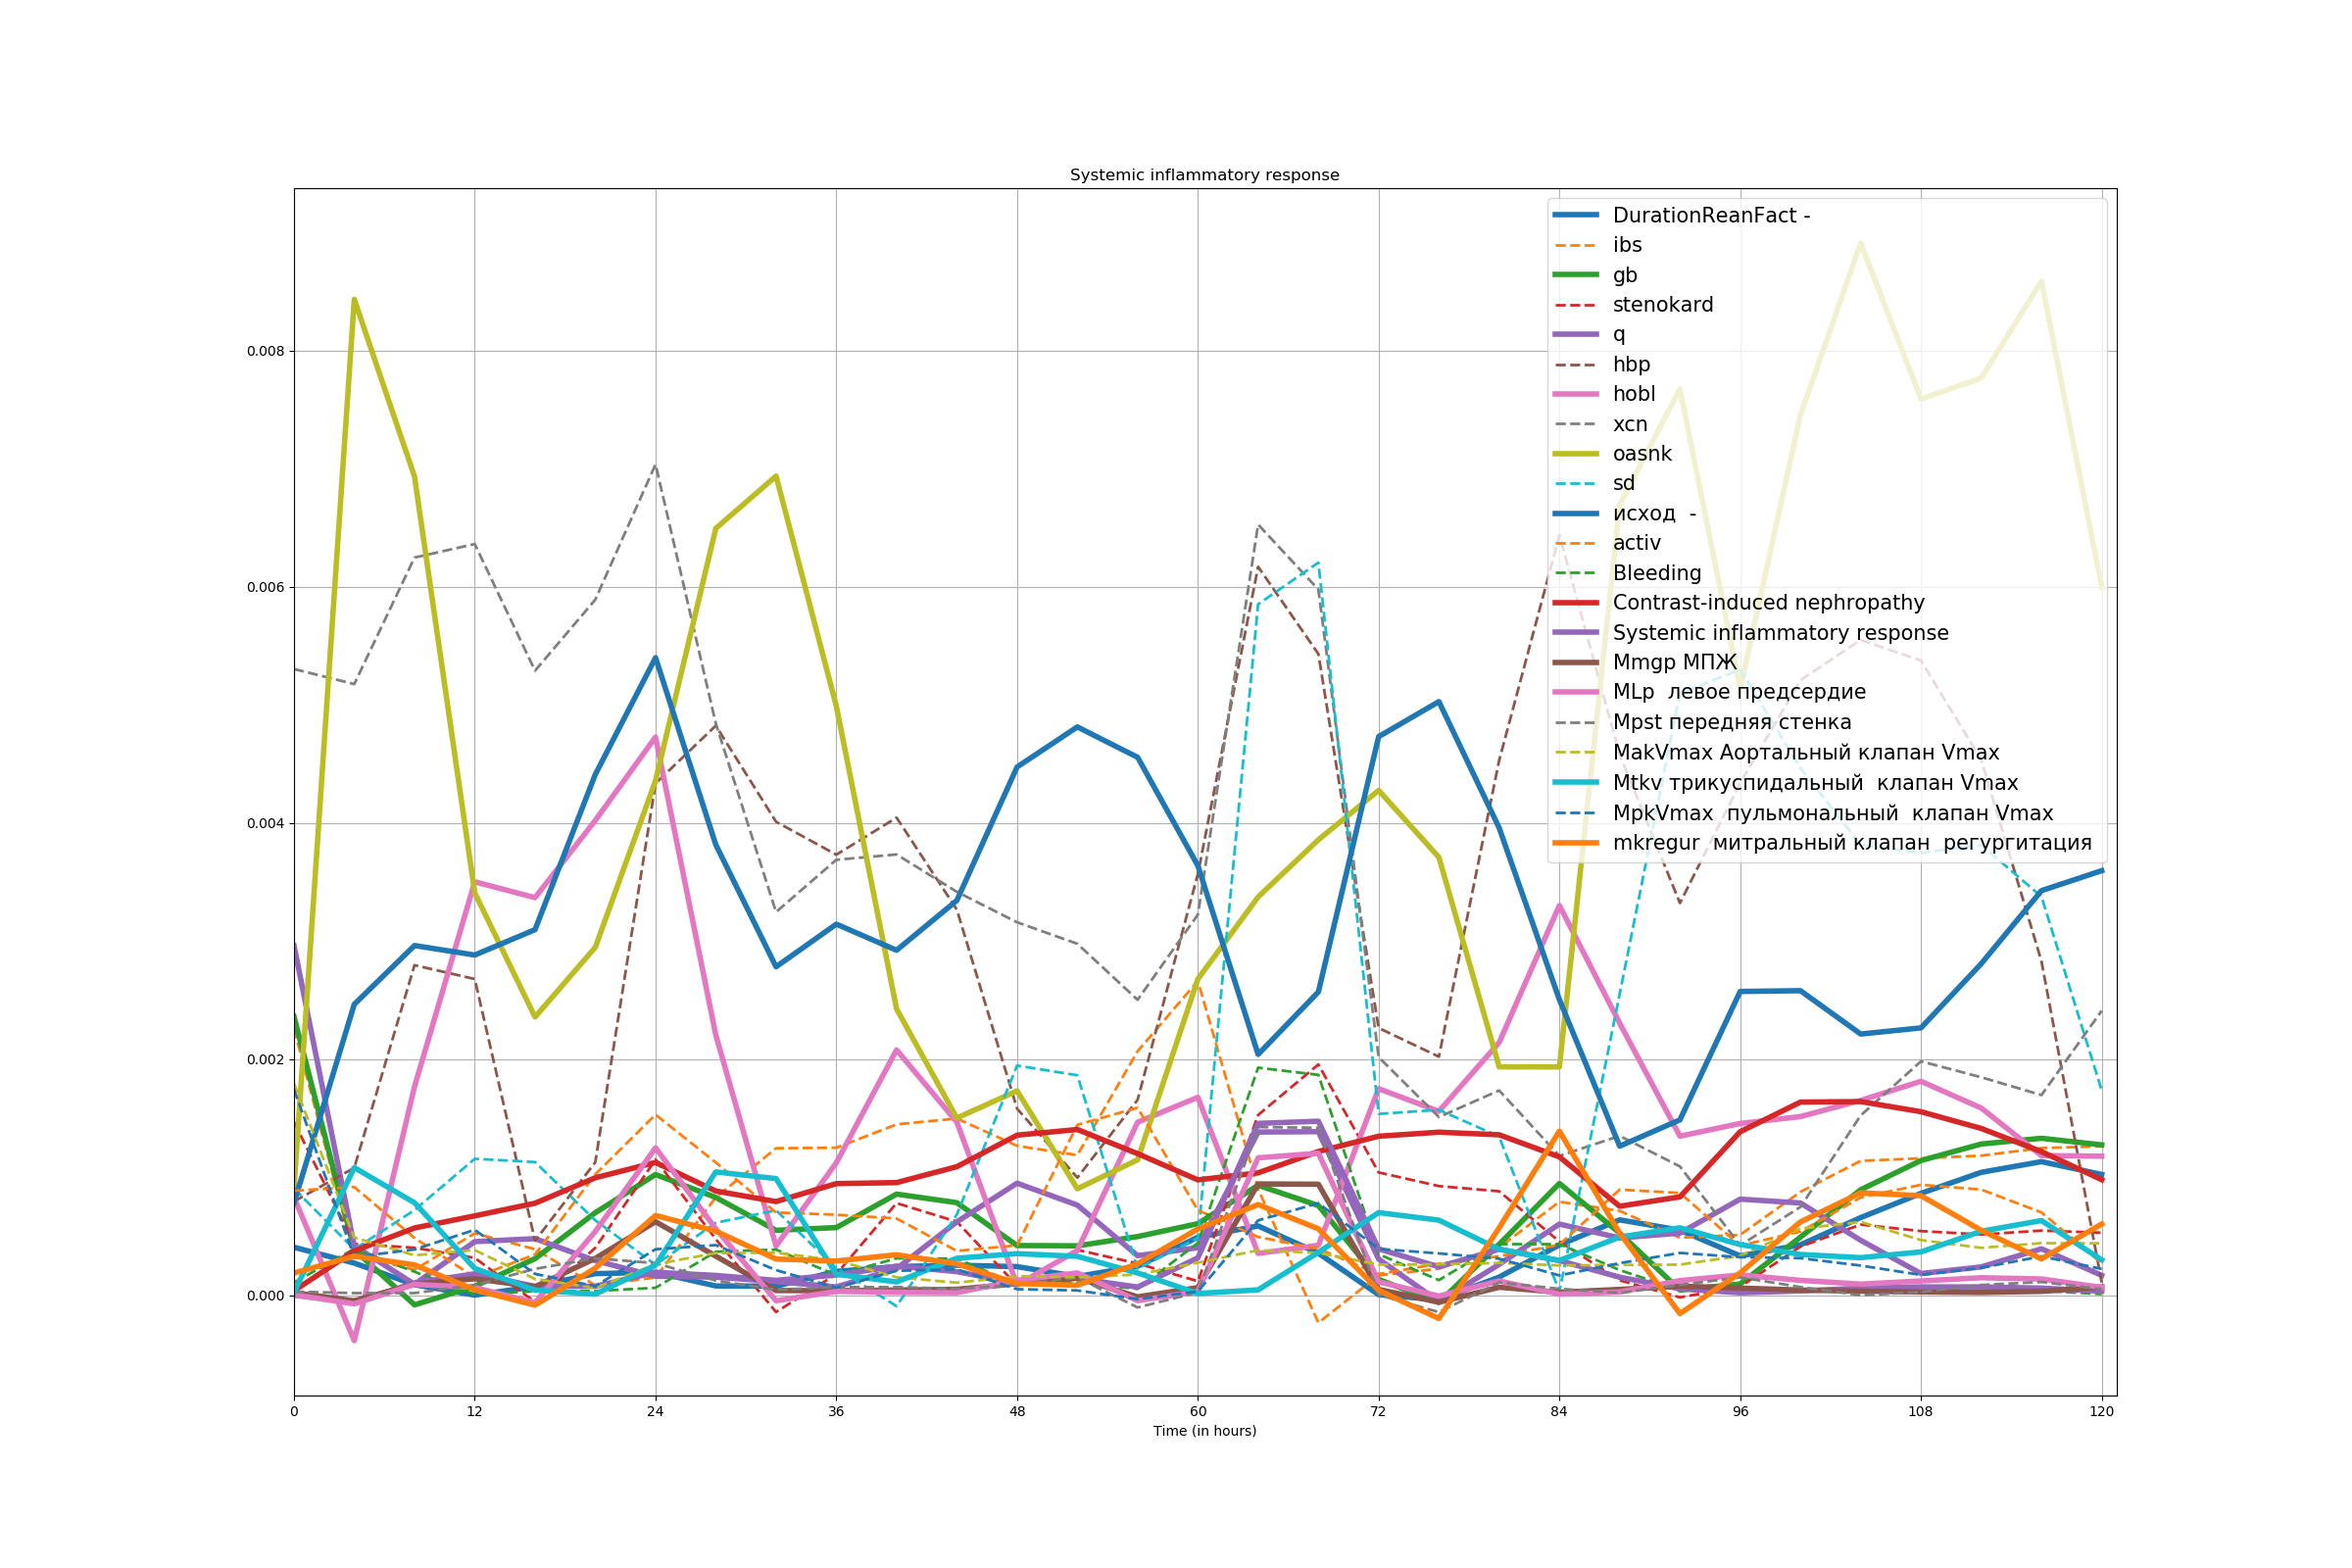 Systemic inflammatory response
0.008
0.006
0.004
0.002
0.000
DurationReanFact -
ibs
gb
stenokard
q
hbp
hobl
xcn
oasnk
sd
исход  -
activ
Bleeding
Contrast-induced nephropathy
Systemic inflammatory response
Mmgp МПЖ
MLp  левое предсердие
Mpst передняя стенка
MakVmax Аортальный клапан Vmax
Mtkv трикуспидальный  клапан Vmax
MpkVmax  пульмональный  клапан Vmax
mkregur  митральный клапан  регургитация
0 12 24 36 48 60 72 84 96 108 120
Time (in hours)